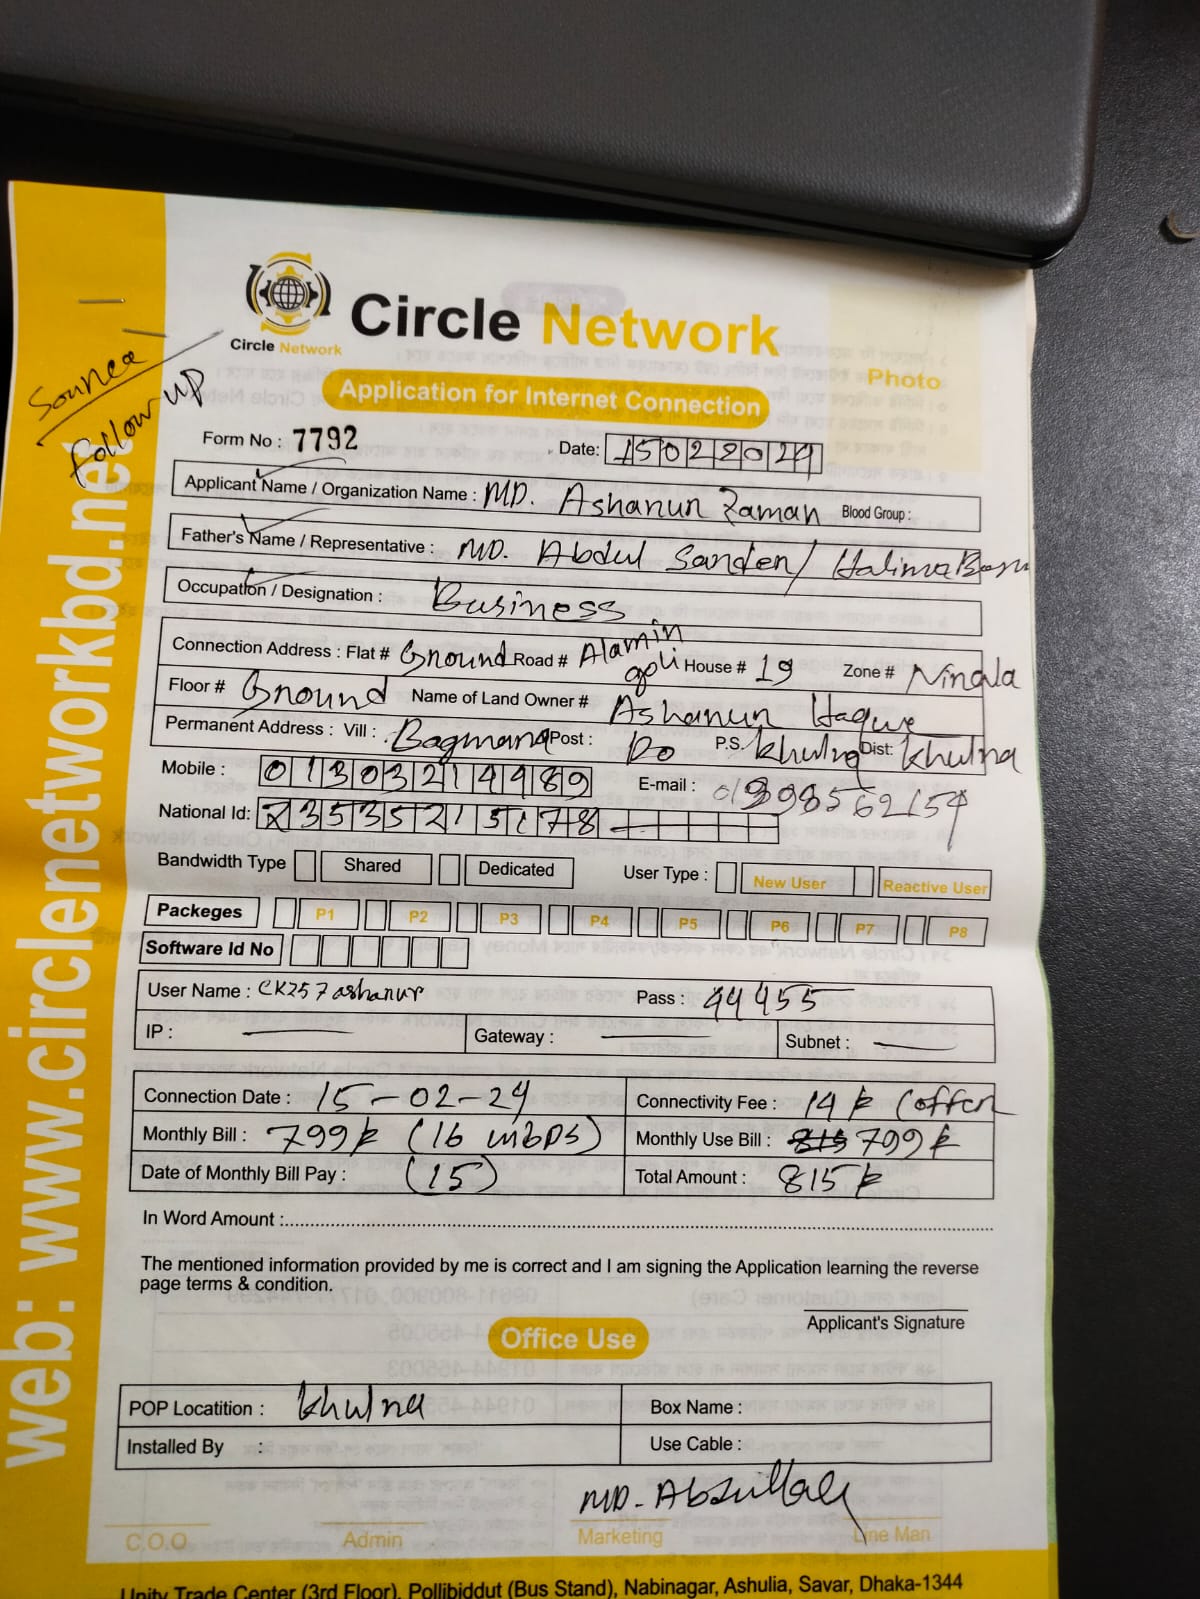 Circle Network
Circle Network
Application for Internet Connection
Photo
Source
follow up
web: www.circlenetworkbd.net
Form No : 7792
Date: 15022024
Applicant Name / Organization Name : MD. Ashanur Zaman Blood Group :
Father's Name / Representative : MD. Abdul Sarder / Halima
Occupation / Designation : Business
Connection Address : Flat # Ground Road # Alamin goli House # 19 Zone # Nirala
Floor # Ground Name of Land Owner # Ashanur Haque
Permanent Address : Vill : Bagmara Post : Do P.S. Khulna Dist: Khulna
Mobile : 01303214989
E-mail : 01398562154
National Id: 2353521578
Bandwidth Type Shared Dedicated User Type : New User Reactive User
Packeges P1 P2 P3 P4 P5 P6 P7 P8
Software Id No
User Name : CK257ashanur Pass : 44455
IP : Gateway : Subnet :
Connection Date : 15-02-24 Connectivity Fee : 14 (offer
Monthly Bill : 799 (16 mbps) Monthly Use Bill : 815 799
Date of Monthly Bill Pay : (15) Total Amount : 815
In Word Amount :
The mentioned information provided by me is correct and I am signing the Application learning the reverse
page terms & condition.
Applicant's Signature
Office Use
POP Locatition : Khulna Box Name :
Installed By : Use Cable :
MD. Abdullah
C.O.O Admin Marketing Line Man
Unity Trade Center (3rd Floor), Pollibiddut (Bus Stand), Nabinagar, Ashulia, Savar, Dhaka-1344